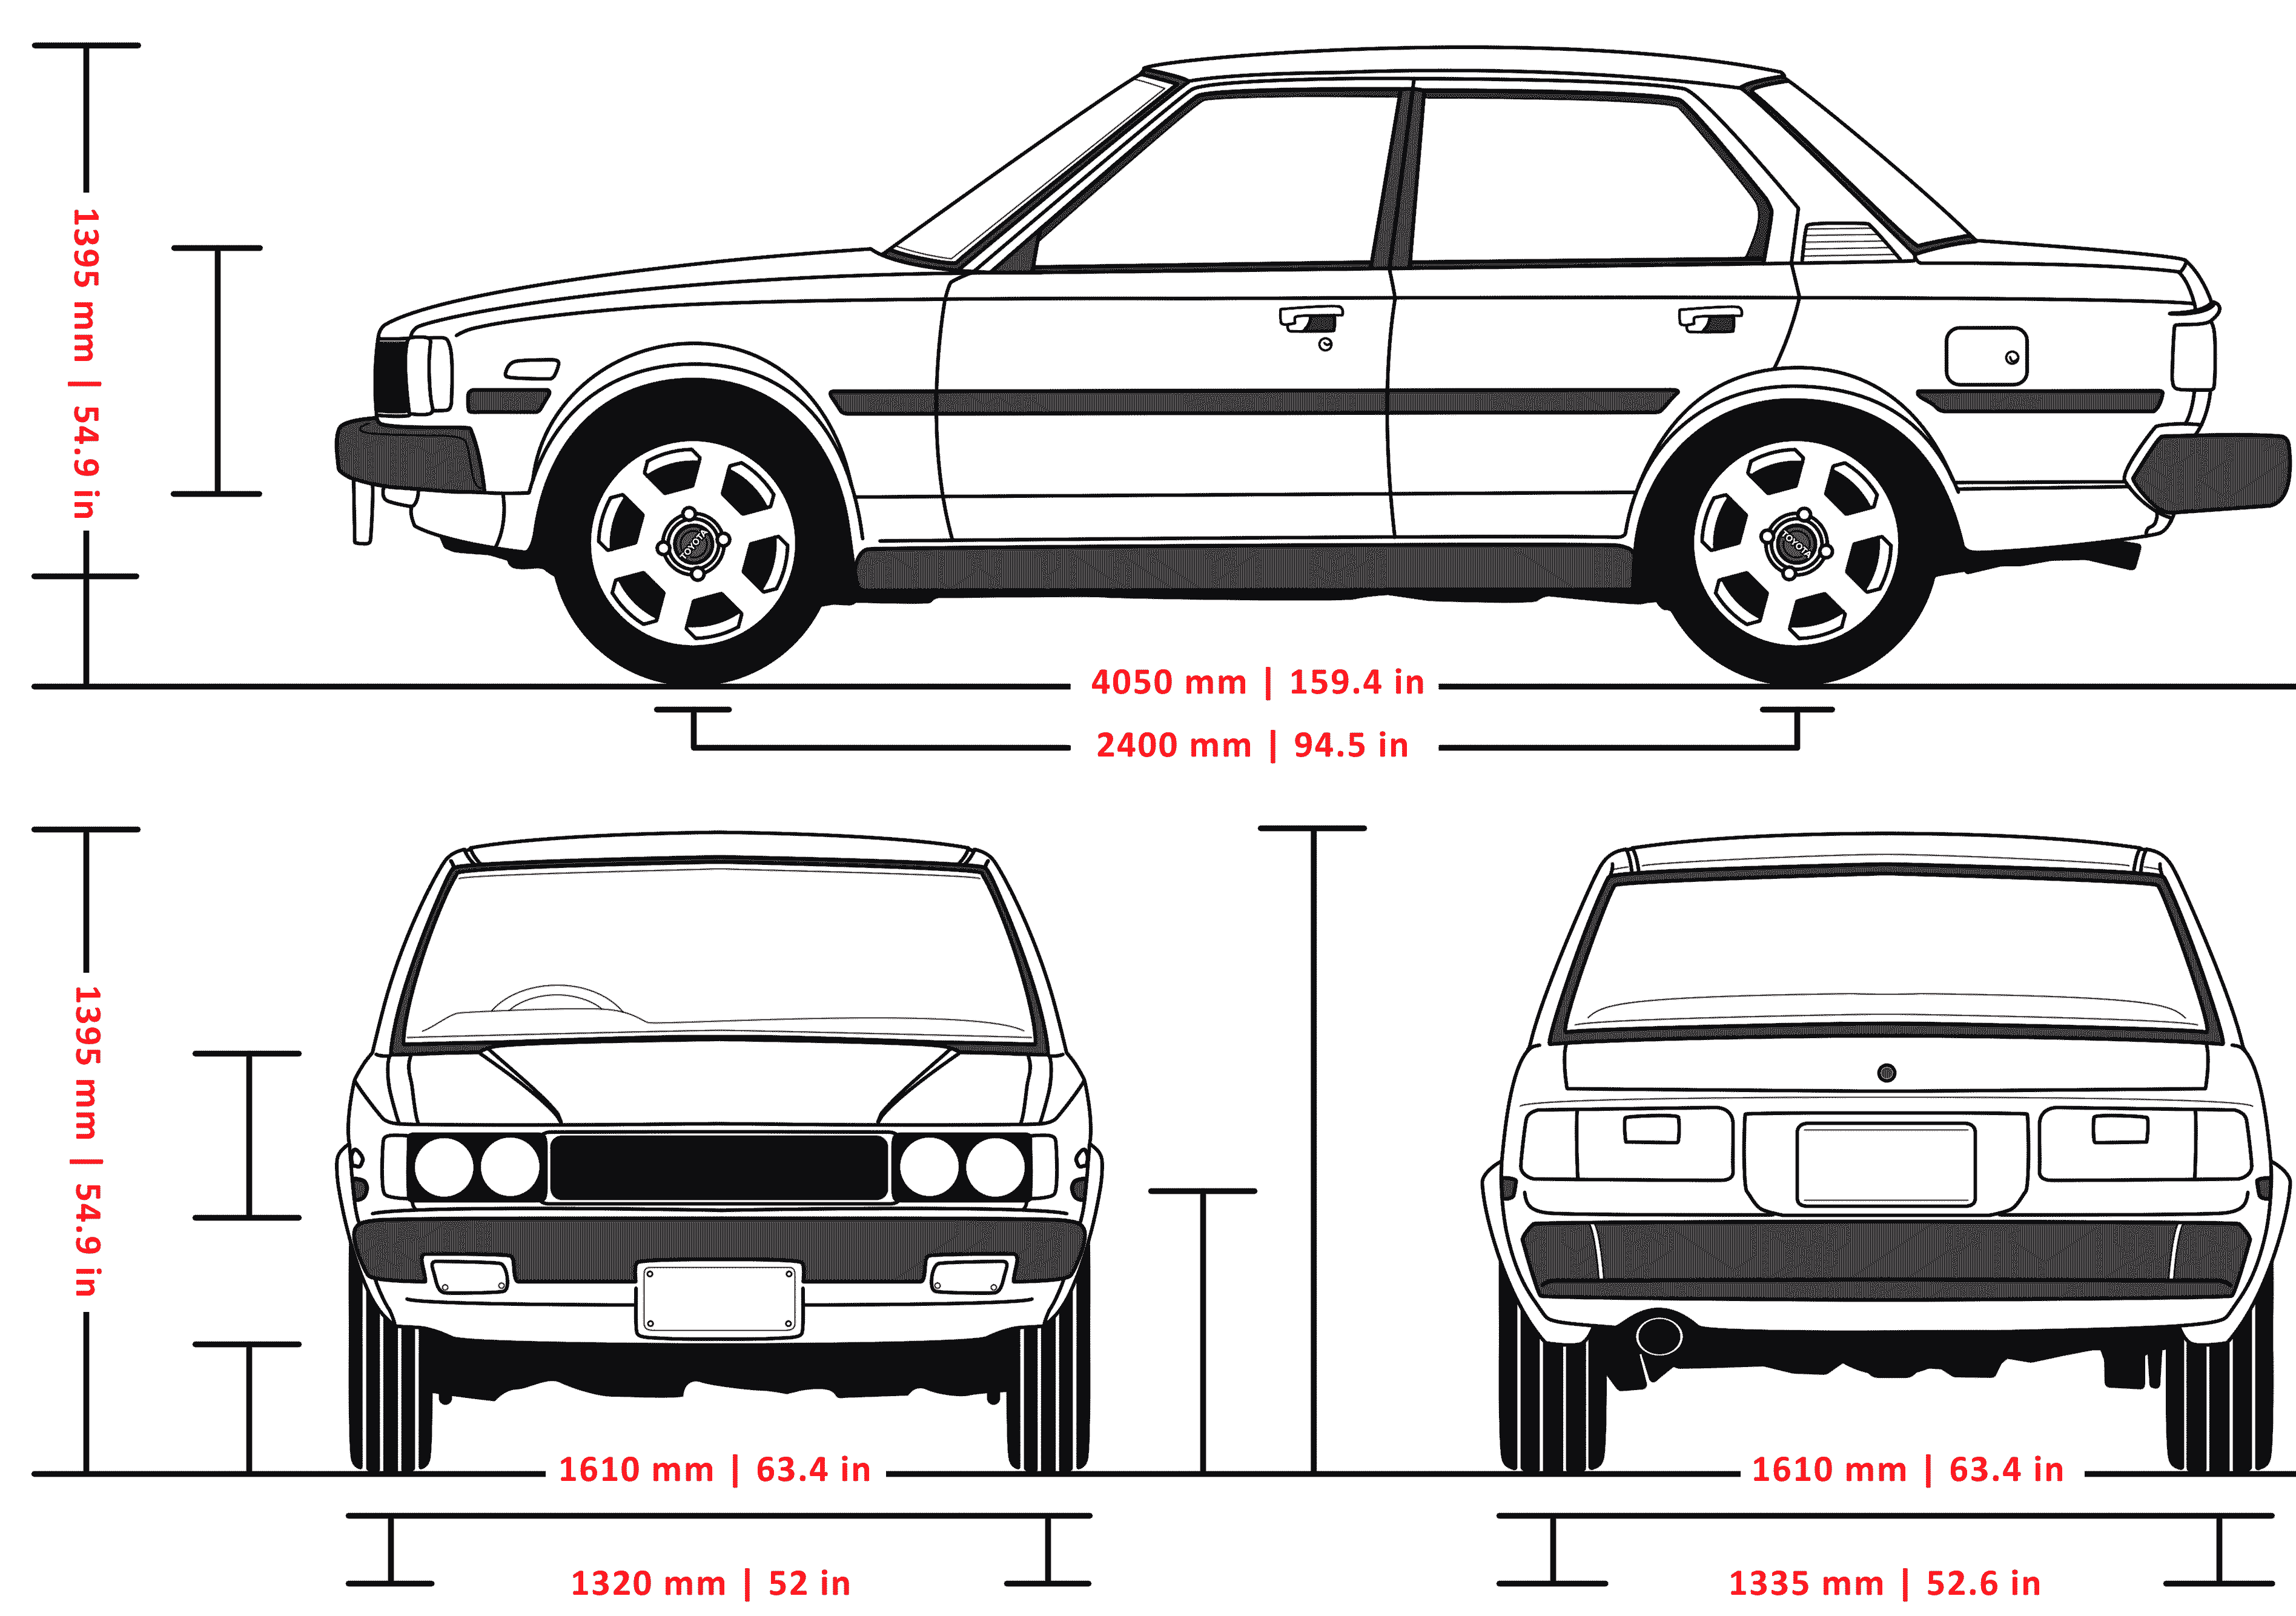 1395 mm | 54.9 in
TOYOTA
TOYOTA
4050 mm | 159.4 in
2400 mm | 94.5 in
1395 mm | 54.9 in
1610 mm | 63.4 in
1610 mm | 63.4 in
1320 mm | 52 in
1335 mm | 52.6 in